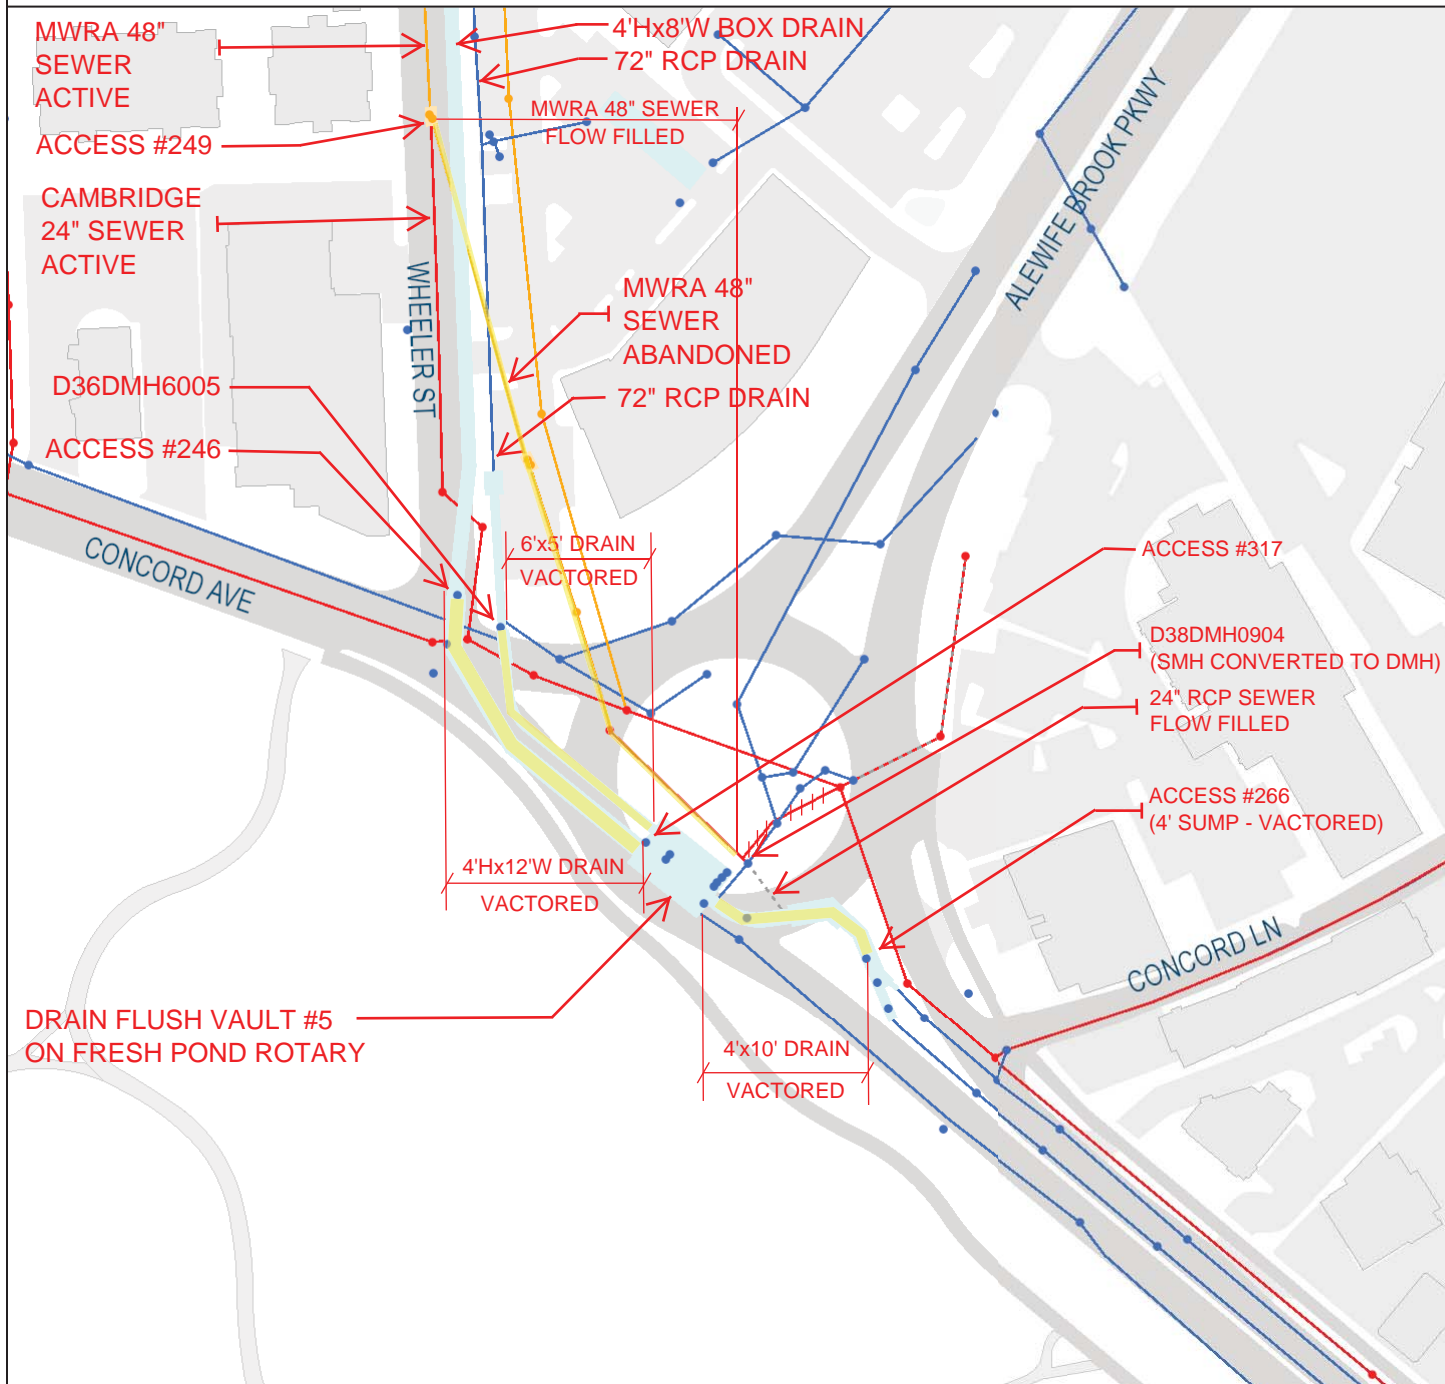 MWRA 48"
SEWER
ACTIVE
4'Hx8'W BOX DRAIN
72" RCP DRAIN
MWRA 48" SEWER
FLOW FILLED
ACCESS #249
CAMBRIDGE
24" SEWER
ACTIVE
ALEWIFE BROOK PKWY
WHEELER ST
MWRA 48"
SEWER
ABANDONED
D36DMH6005
72" RCP DRAIN
ACCESS #246
CONCORD AVE
6'x5' DRAIN
VACTORED
ACCESS #317
D38DMH0904
(SMH CONVERTED TO DMH)
24" RCP SEWER
FLOW FILLED
ACCESS #266
(4' SUMP - VACTORED)
4'Hx12'W DRAIN
VACTORED
CONCORD LN
DRAIN FLUSH VAULT #5
ON FRESH POND ROTARY
4'x10' DRAIN
VACTORED